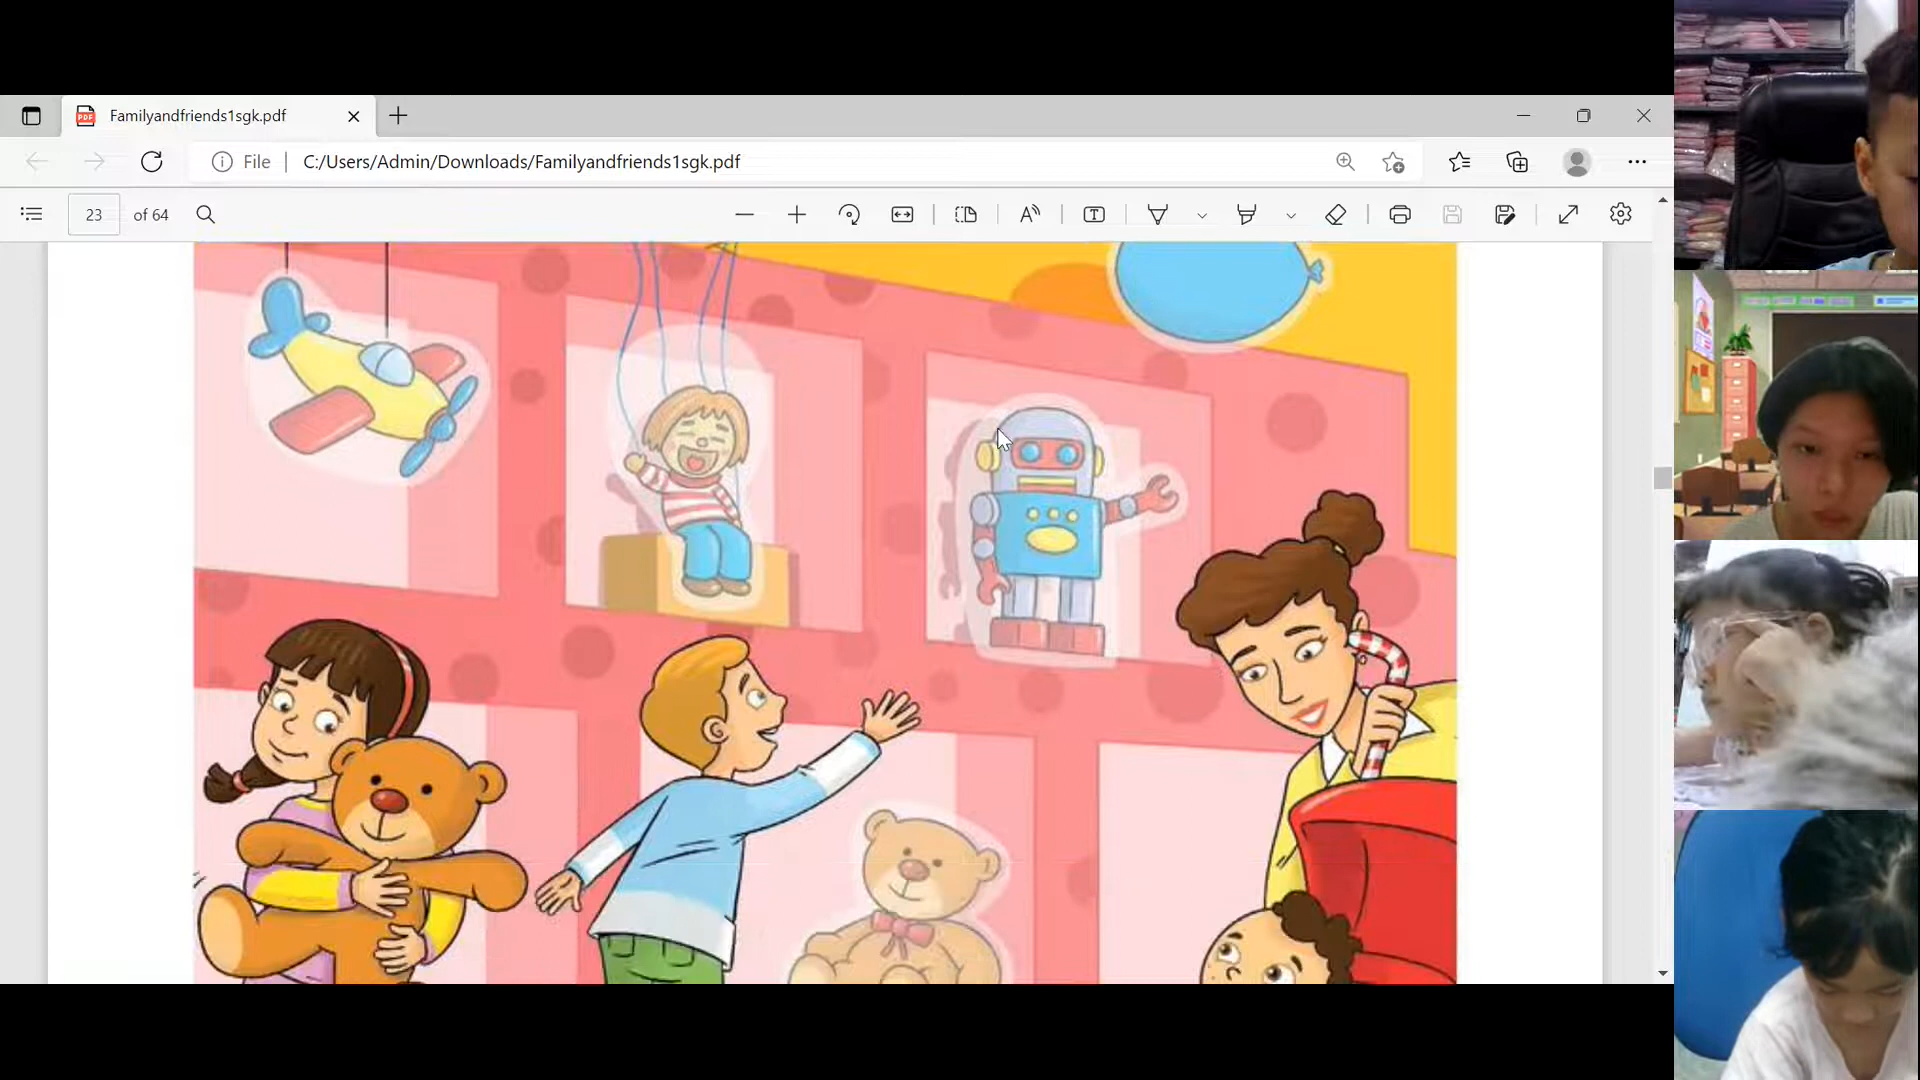 Familyandfriends1sgk.pdf
File
C:/Users/Admin/Downloads/Familyandfriends1sgk.pdf
23 of 64